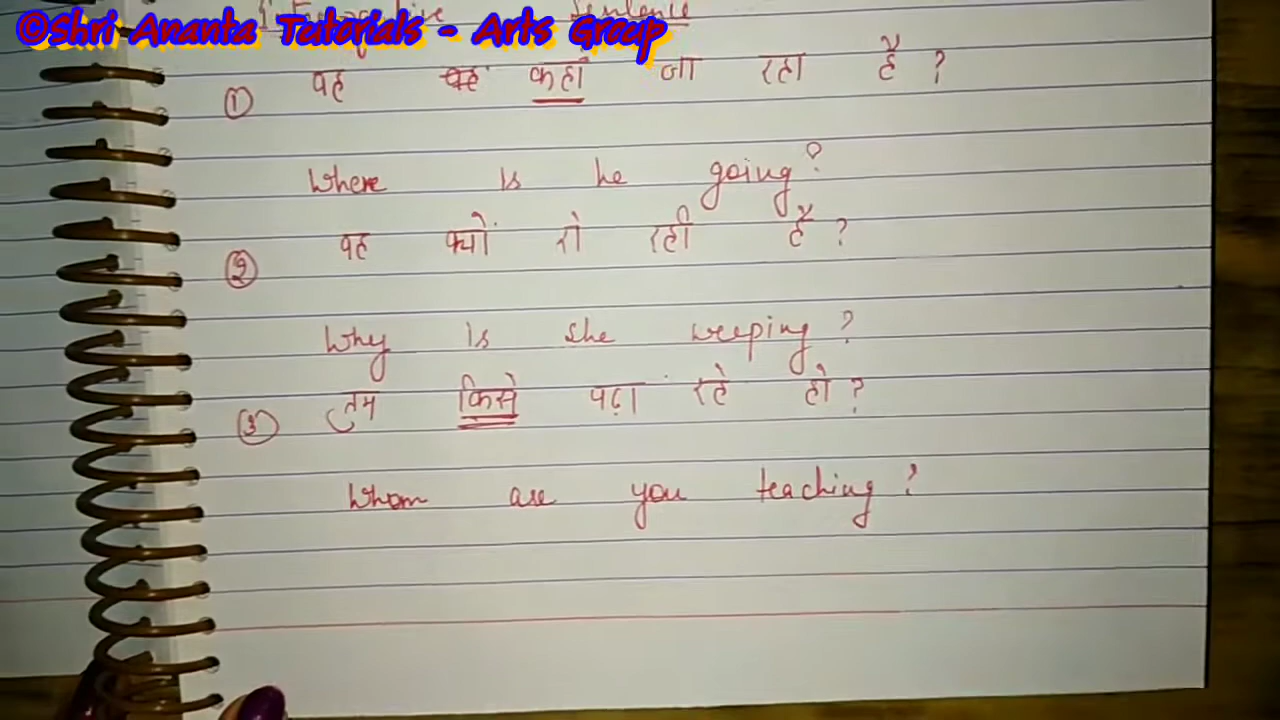 ©Shri Ananta Tutorials - Arts Group
Sentence
① वह कहाँ जा रहा है ?
Where is he going?
② वह क्यों रो रही है ?
Why is she weeping ?
③ तुम किसे पढ़ा रहे हो ?
Whom are you teaching ?